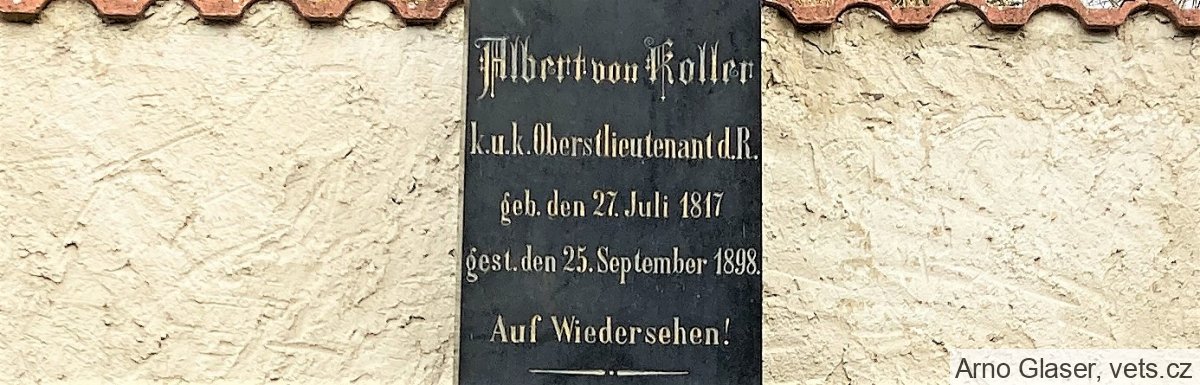 Albert von Koller
k.u.k. Oberstlieutenant d.R.
geb. den 27. Juli 1817
gest. den 25. September 1898.
Auf Wiedersehen!
Arno Glaser, vets.cz